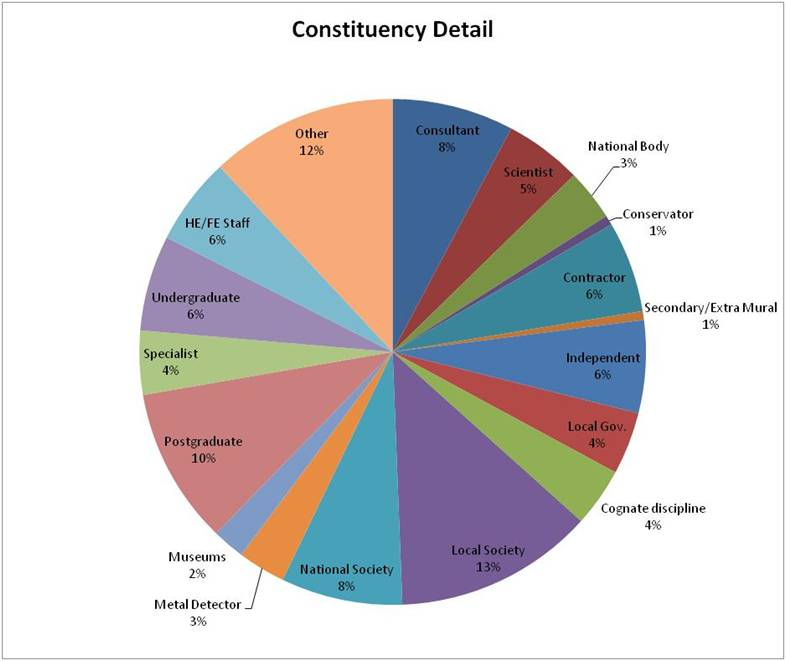 Constituency Detail
Consultant
8%
Scientist
5%
National Body
3%
Conservator
1%
Contractor
6%
Secondary/Extra Mural
1%
Independent
6%
Local Gov.
4%
Cognate discipline
4%
Local Society
13%
National Society
8%
Metal Detector
3%
Museums
2%
Postgraduate
10%
Specialist
4%
Undergraduate
6%
HE/FE Staff
6%
Other
12%